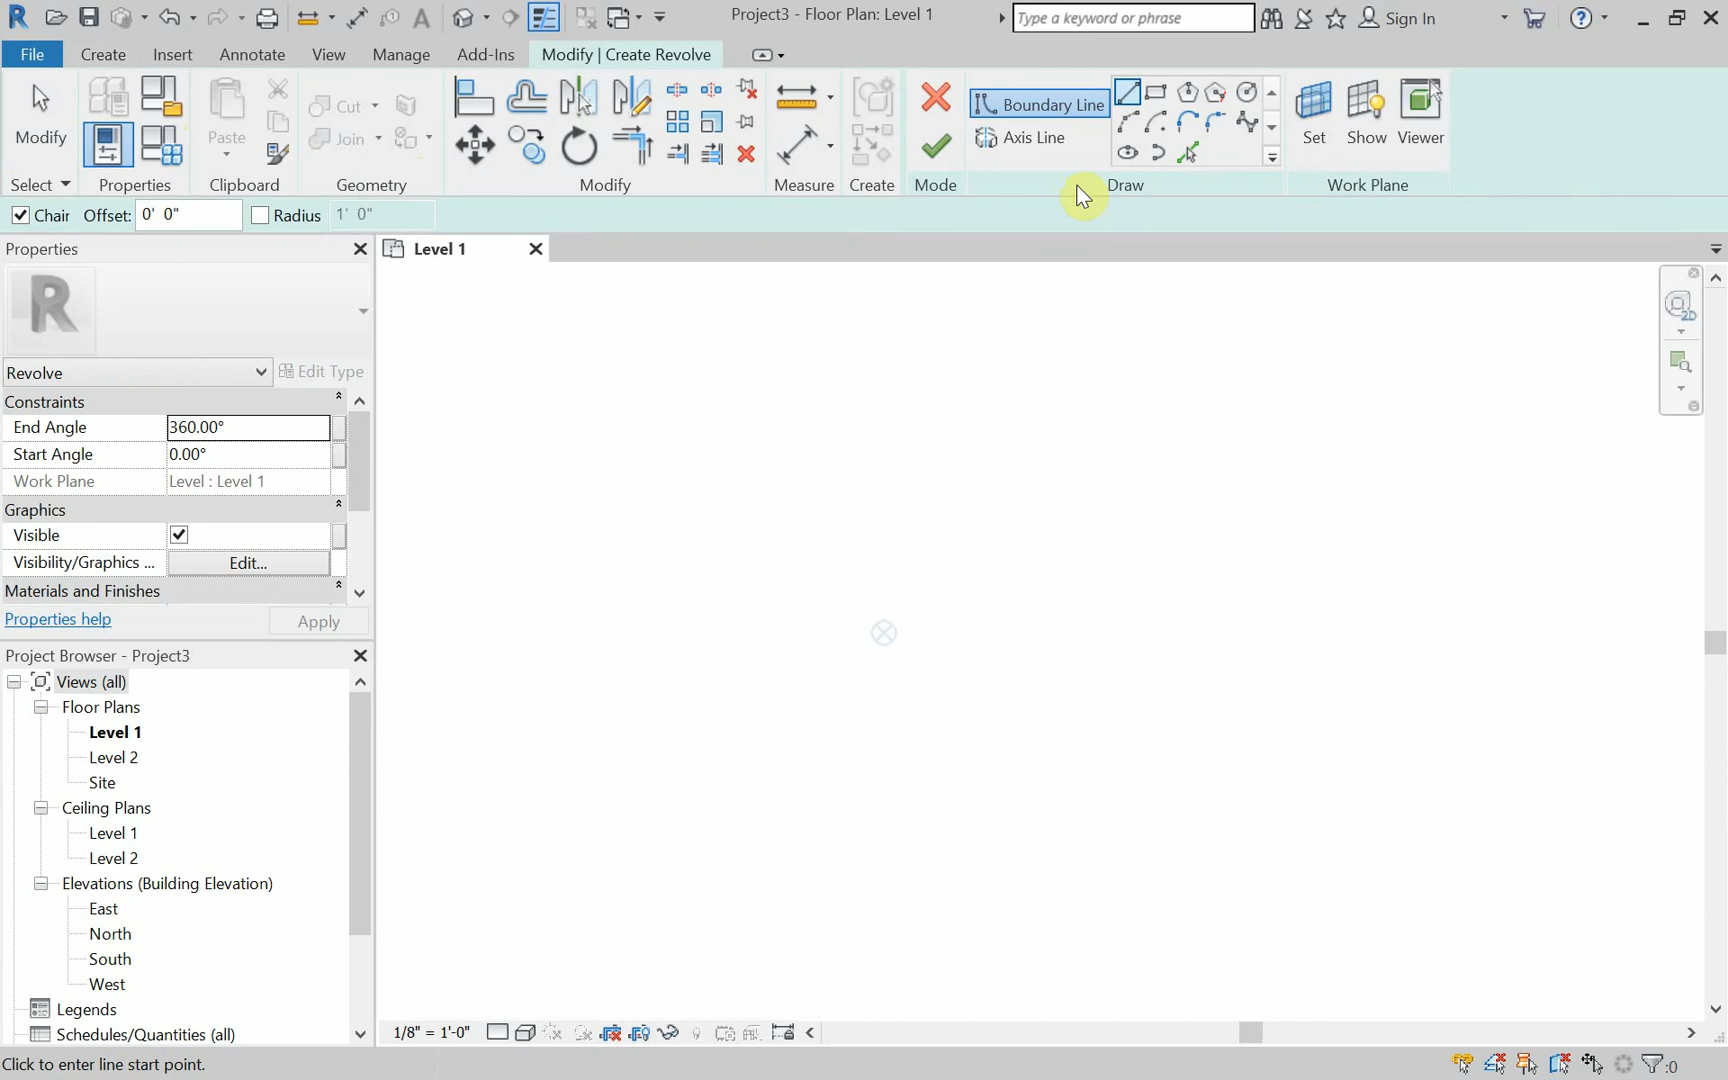 Project3 - Floor Plan: Level 1
Type a keyword or phrase
Sign In
File
Create
Insert
Annotate
View
Manage
Add-Ins
Modify | Create Revolve
Modify
Paste
Cut
Join
Boundary Line
Axis Line
Set
Show
Viewer
Select
Properties
Clipboard
Geometry
Modify
Measure
Create
Mode
Draw
Work Plane
Chair
Offset: 0' 0"
Radius 1' 0"
Properties
Level 1
R
Revolve
Edit Type
Constraints
End Angle 360.00°
Start Angle 0.00°
Work Plane Level : Level 1
Graphics
Visible
Visibility/Graphics ... Edit...
Materials and Finishes
Properties help
Apply
Project Browser - Project3
Views (all)
Floor Plans
Level 1
Level 2
Site
Ceiling Plans
Level 1
Level 2
Elevations (Building Elevation)
East
North
South
West
Legends
Schedules/Quantities (all)
1/8" = 1'-0"
2D
Click to enter line start point.
:0